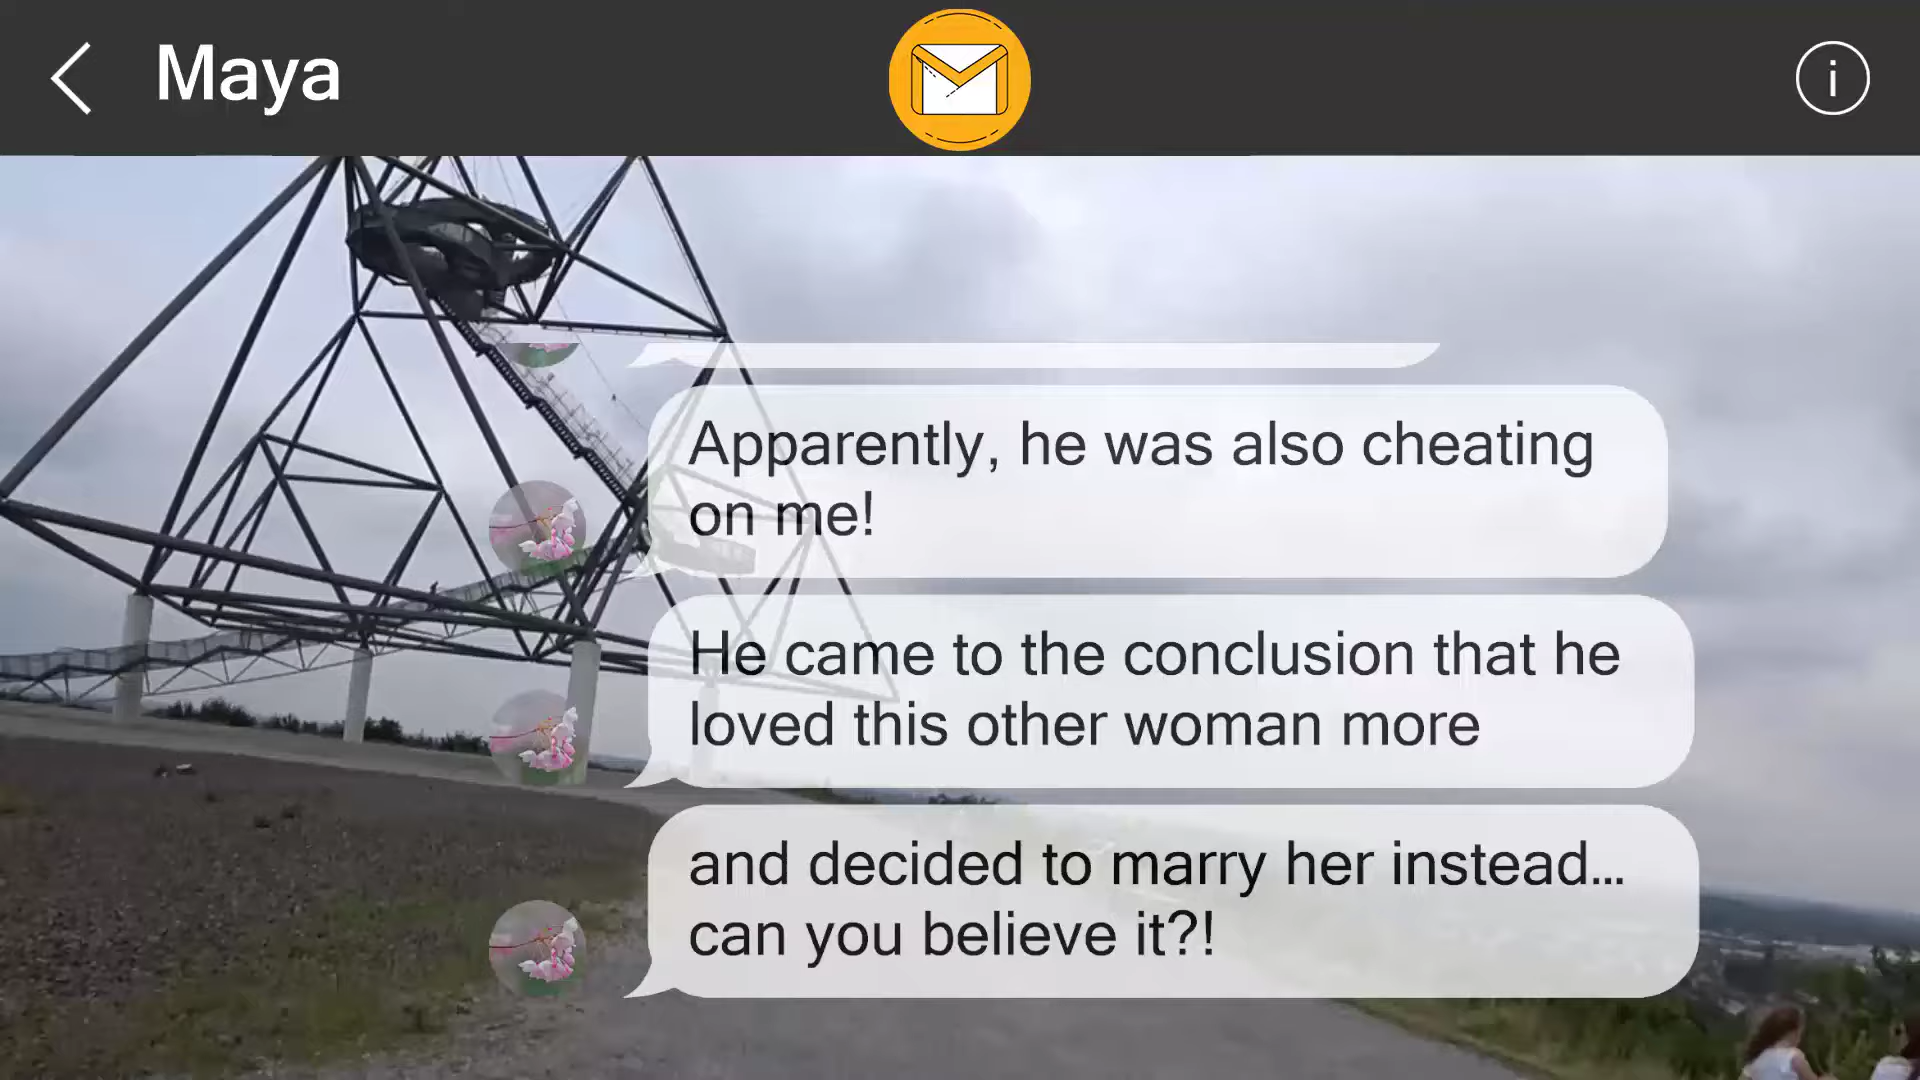 Maya
Apparently, he was also cheating
on me!
He came to the conclusion that he
loved this other woman more
and decided to marry her instead...
can you believe it?!